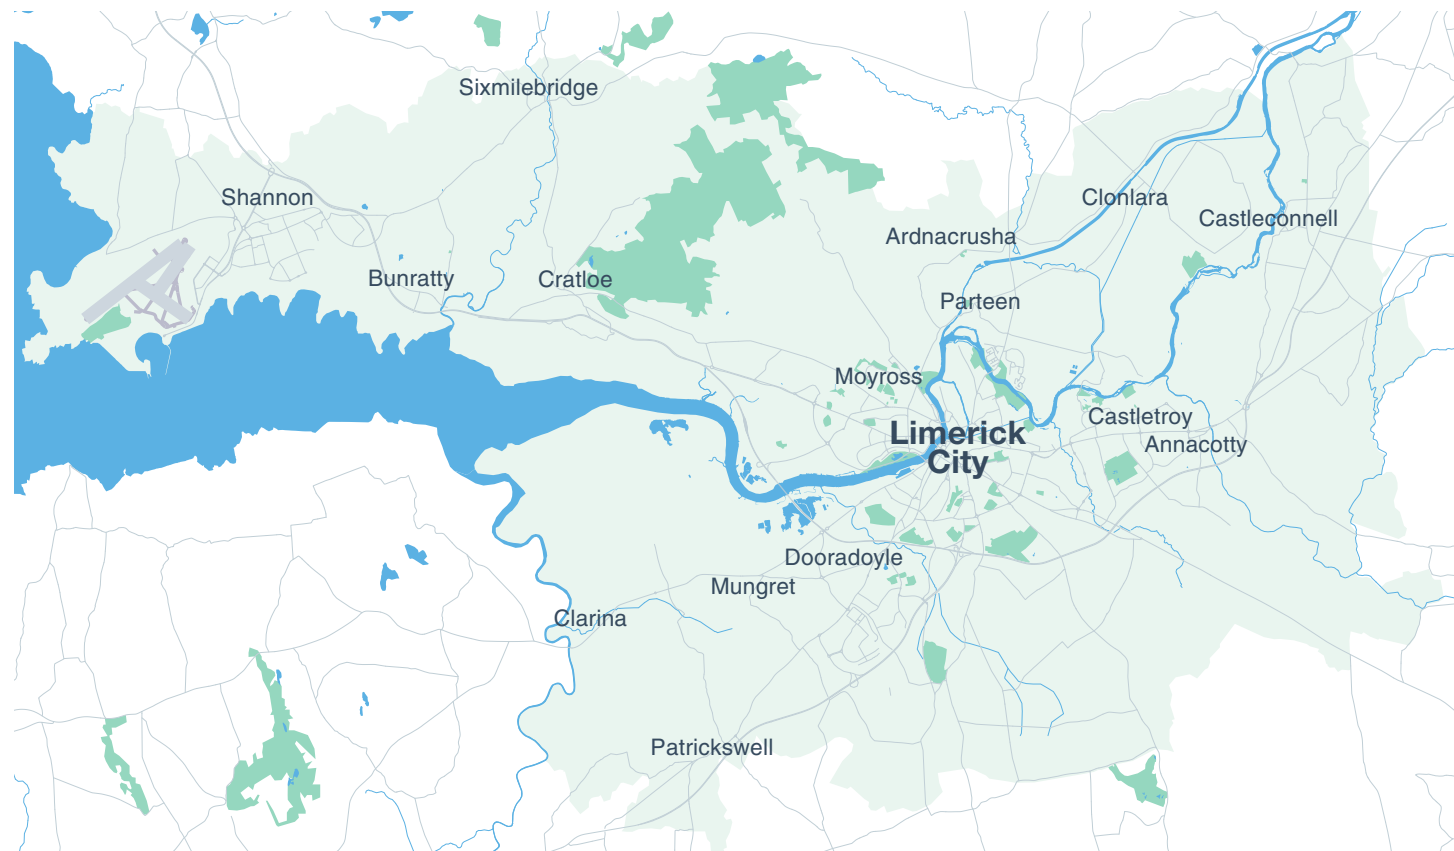 Sixmilebridge
Shannon
Clonlara
Castleconnell
Ardnacrusha
Bunratty
Cratloe
Parteen
Moyross
Castletroy
Limerick
City
Annacotty
Dooradoyle
Mungret
Clarina
Patrickswell